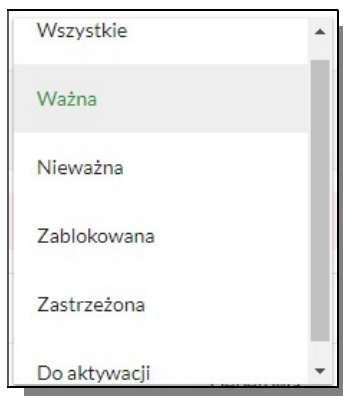 Wszystkie
Ważna
Nieważna
Zablokowana
Zastrzeżona
Do aktywacji